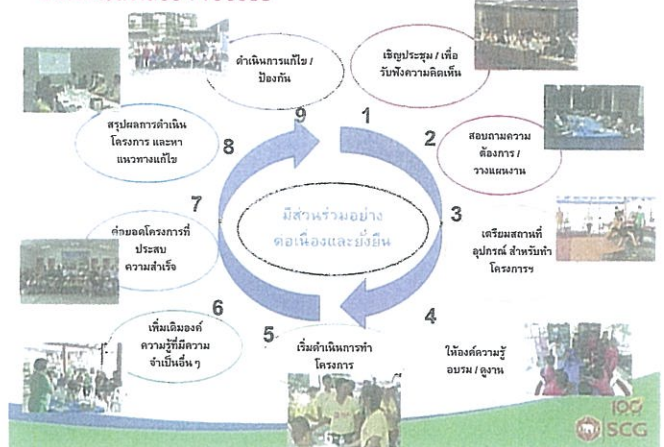 1
เชิญประชุม / เพื่อ
รับฟังความคิดเห็น
2
สอบถามความ
ต้องการ /
วางแผนงาน
3
เตรียมสถานที่
อุปกรณ์ สำหรับทำ
โครงการฯ
4
ให้องค์ความรู้
อบรม / ดูงาน
5
เริ่มดำเนินการทำ
โครงการ
6
เพิ่มเติมองค์
ความรู้ที่มีความ
จำเป็นอื่น ๆ
7
ต่อยอดโครงการที่
ประสบ
ความสำเร็จ
8
สรุปผลการดำเนิน
โครงการ และหา
แนวทางแก้ไข
9
ดำเนินการแก้ไข /
ป้องกัน
มีส่วนร่วมอย่าง
ต่อเนื่องและยั่งยืน
100
SCG